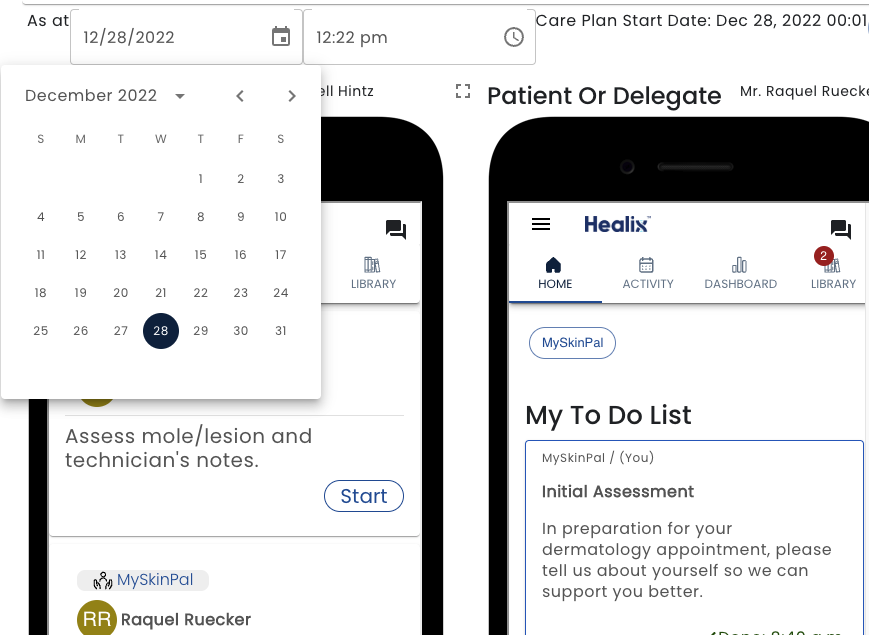 As at
12/28/2022
12:22 pm
Care Plan Start Date: Dec 28, 2022 00:01
December 2022
S M T W T F S
1 2 3
4 5 6 7 8 9 10
11 12 13 14 15 16 17
18 19 20 21 22 23 24
25 26 27 28 29 30 31
ell Hintz
LIBRARY
Assess mole/lesion and
technician's notes.
Start
MySkinPal
RR Raquel Ruecker
Patient Or Delegate
Mr. Raquel Ruecke
Healix™
2
HOME ACTIVITY DASHBOARD LIBRARY
MySkinPal
My To Do List
MySkinPal / (You)
Initial Assessment
In preparation for your
dermatology appointment, please
tell us about yourself so we can
support you better.